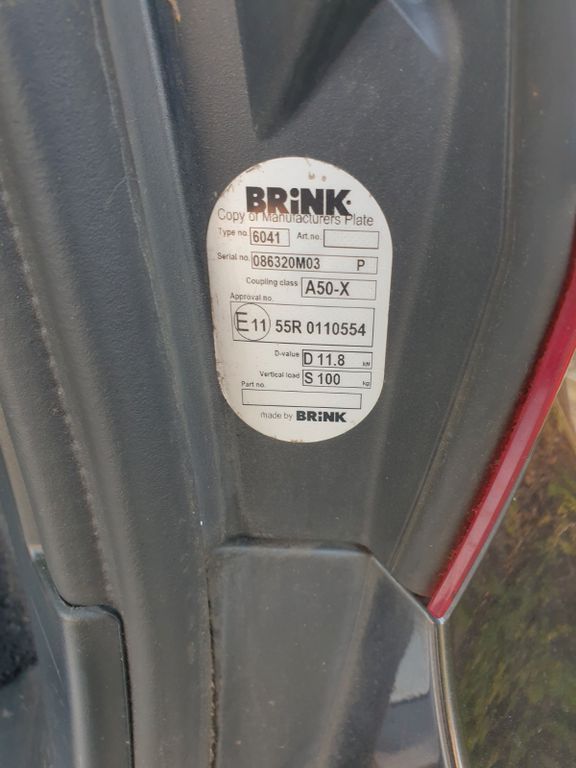 BRiNK
Copy of Manufacturers Plate
Type no. 6041 Art.no.
Serial no. 086320M03 P
Coupling class A50-X
Approval no.
E11 55R 0110554
D-value D 11.8 kN
Vertical load S 100 kg
Part no.
made by BRiNK